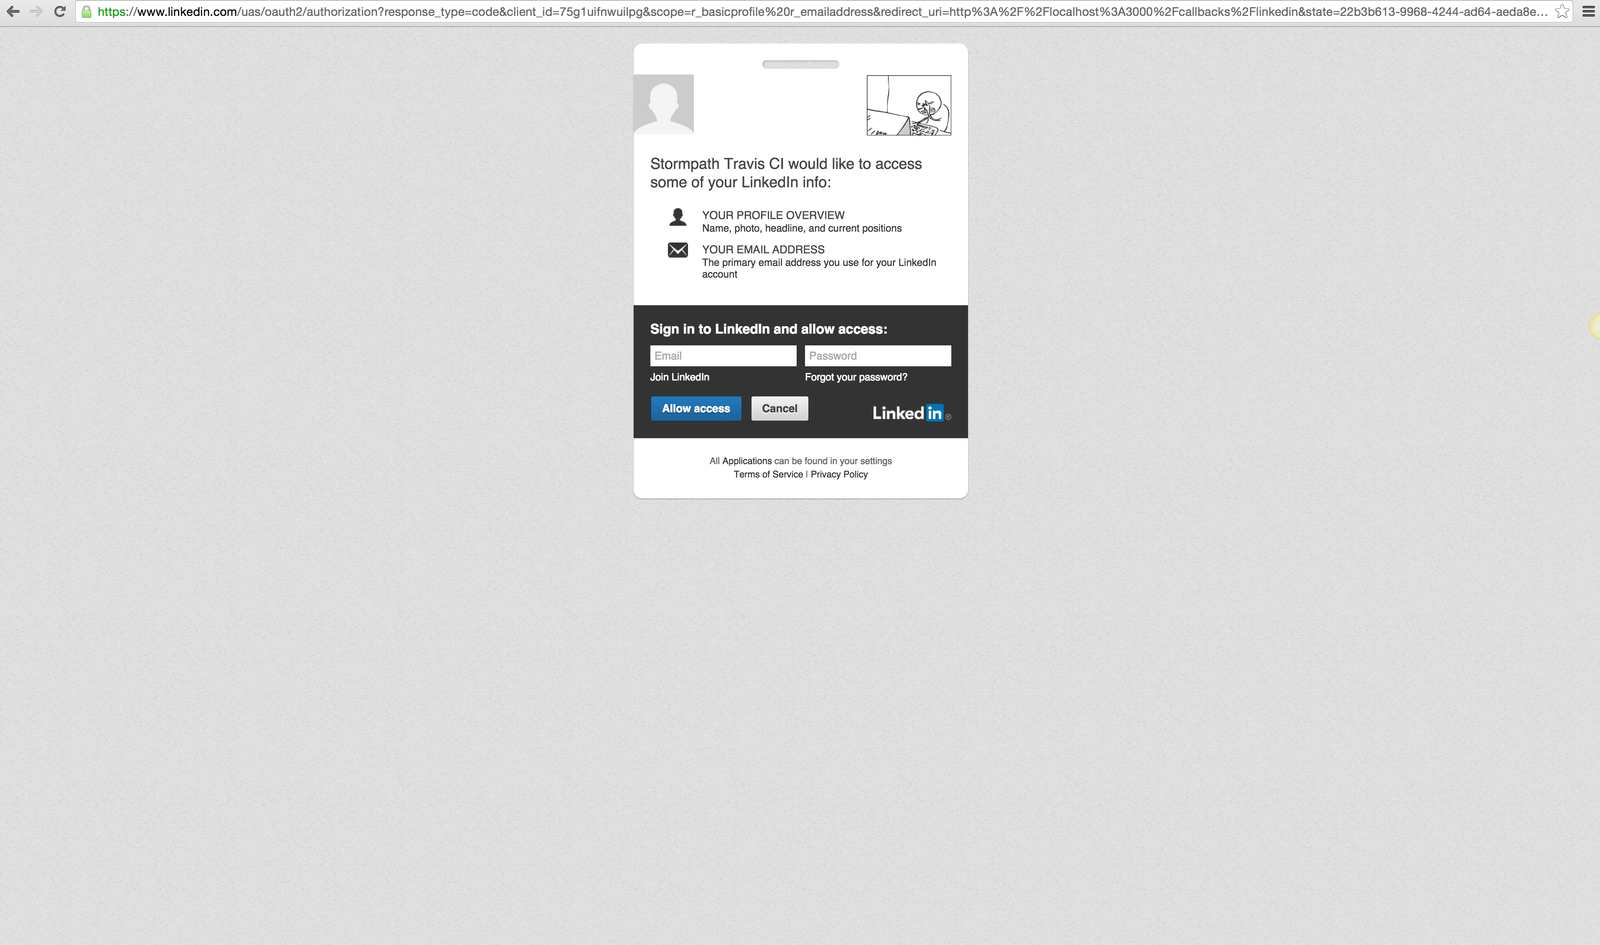 https://www.linkedin.com/uas/oauth2/authorization?response_type=code&client_id=75g1uifnwuilpg&scope=r_basicprofile%20r_emailaddress&redirect_uri=http%3A%2F%2Flocalhost%3A3000%2Fcallbacks%2Flinkedin&state=22b3b613-9968-4244-ad64-aeda8e...
Stormpath Travis CI would like to access
some of your LinkedIn info:
YOUR PROFILE OVERVIEW
Name, photo, headline, and current positions
YOUR EMAIL ADDRESS
The primary email address you use for your LinkedIn
account
Sign in to LinkedIn and allow access:
Email Password
Join LinkedIn Forgot your password?
Allow access Cancel Linked in ®
All Applications can be found in your settings
Terms of Service | Privacy Policy